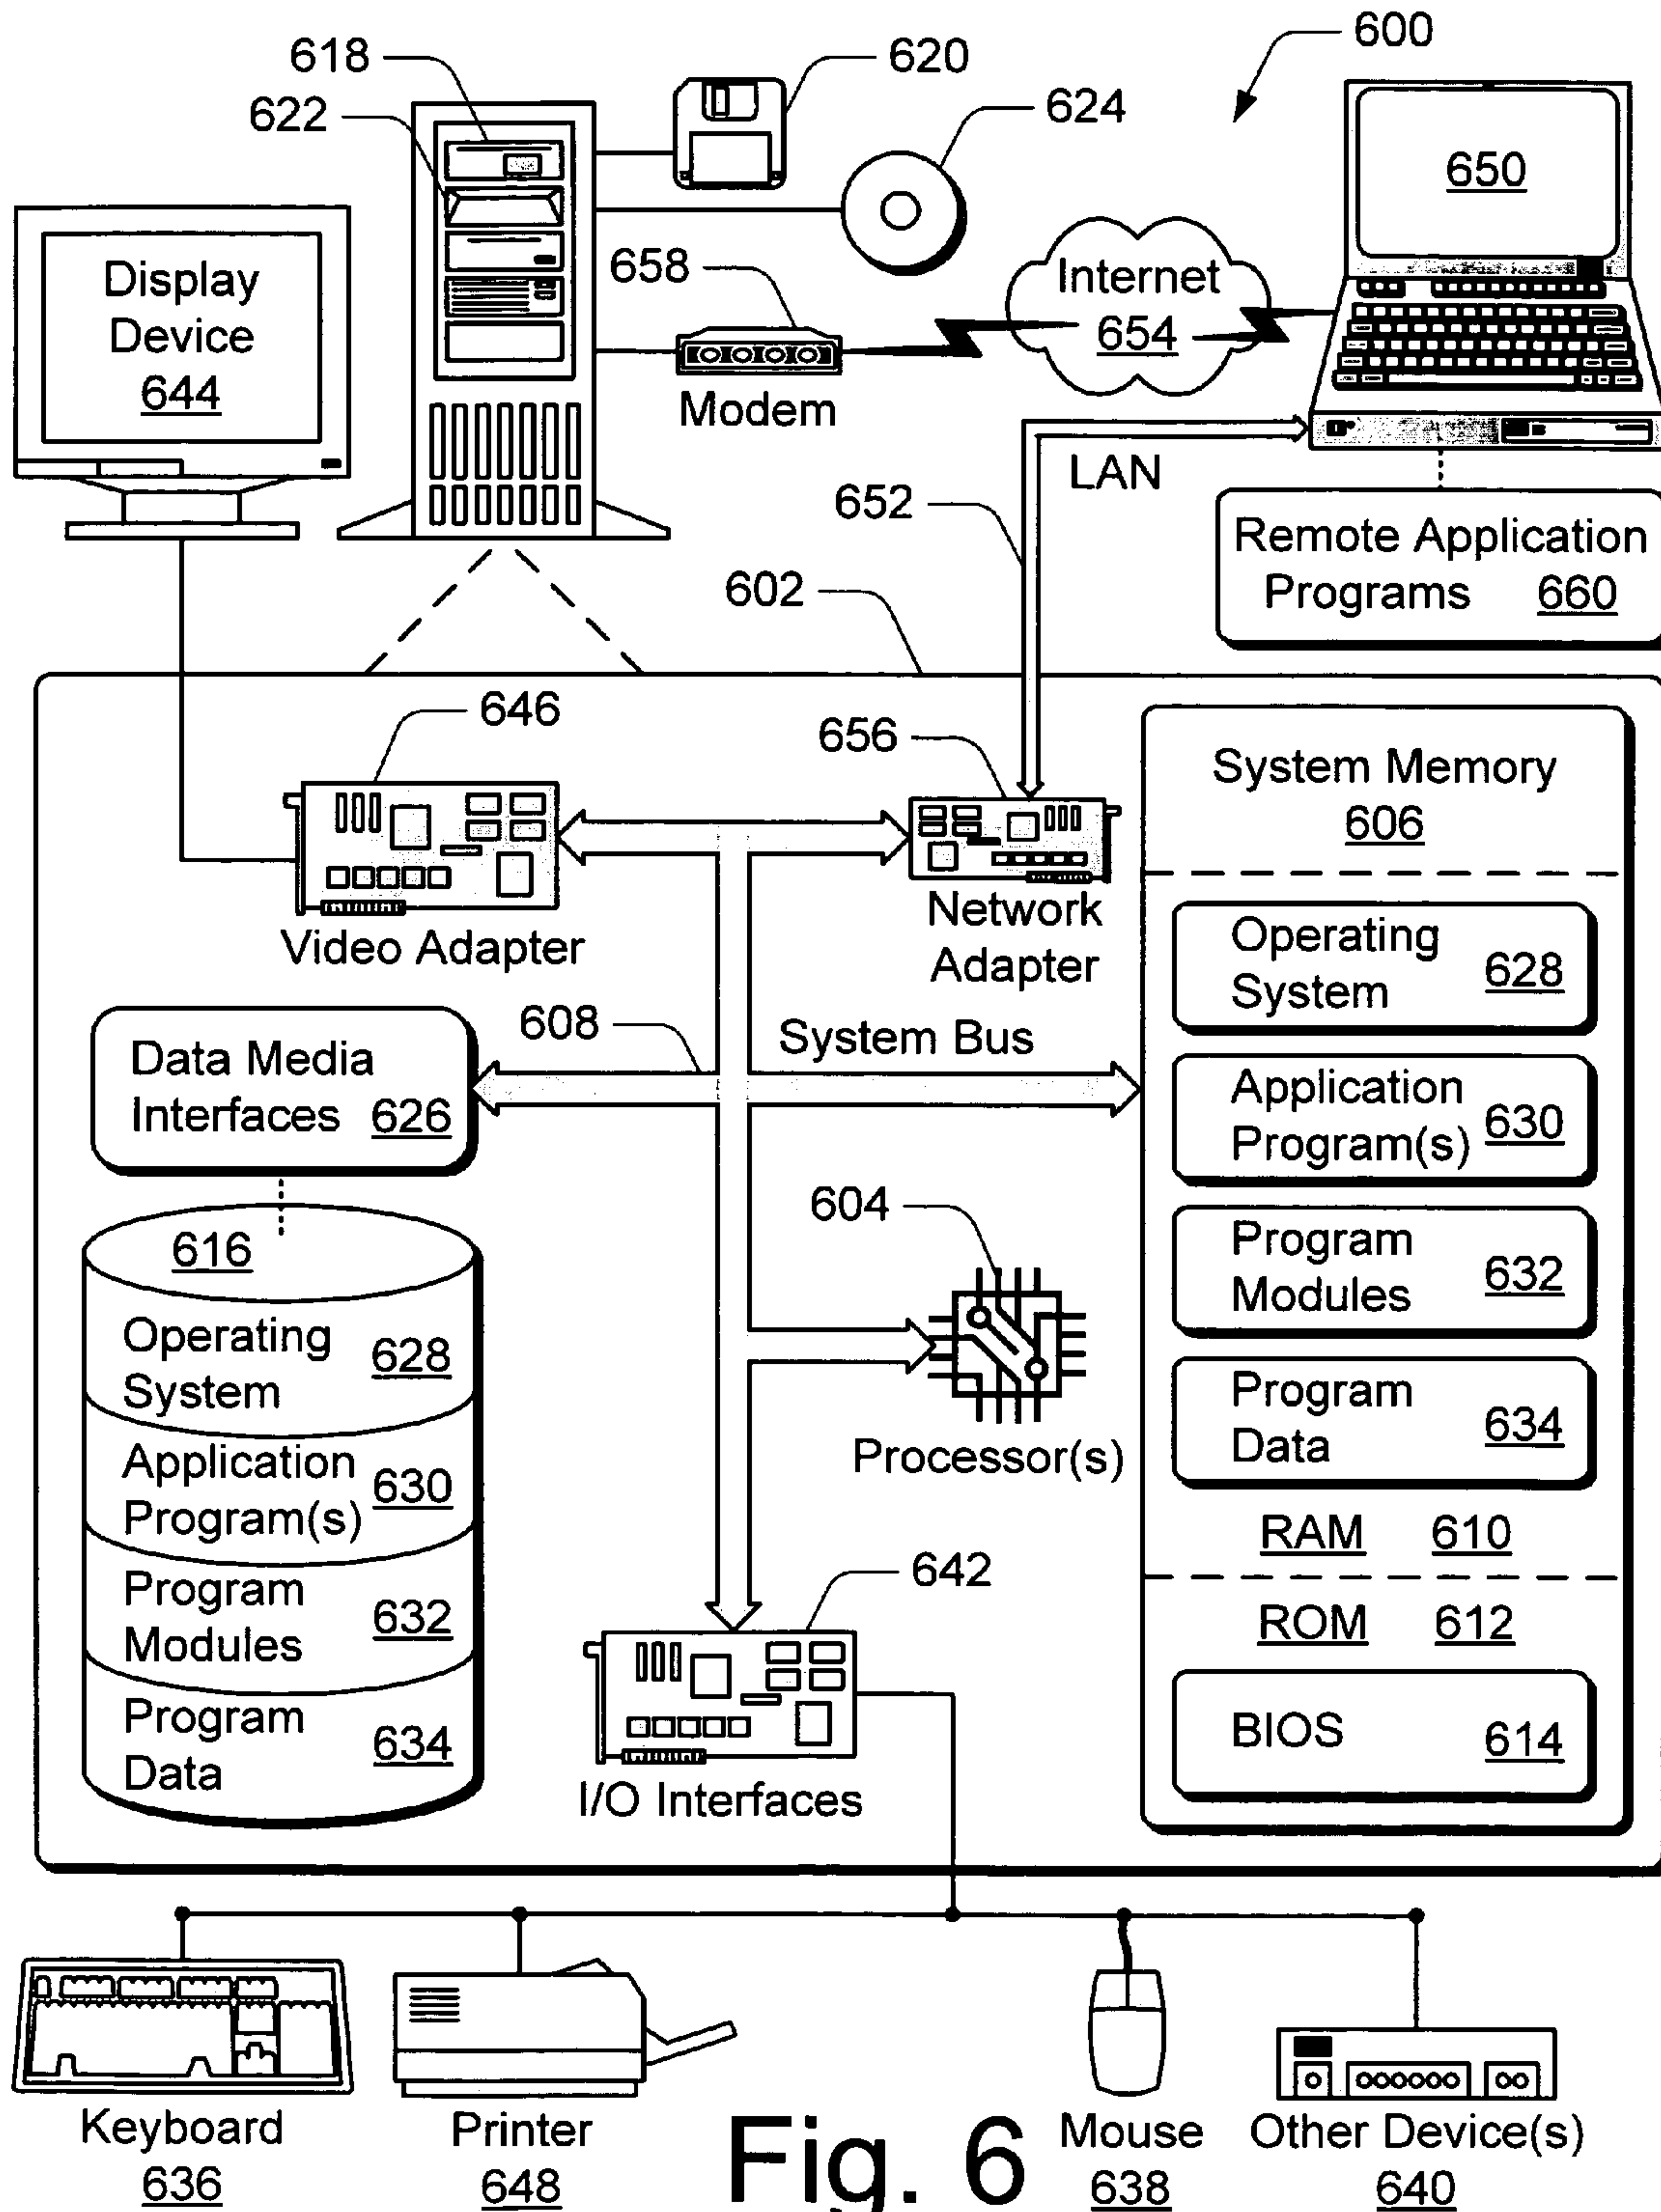 600
618
620
622
624
650
Display
Device
644
658
Internet
654
Modem
LAN
652
Remote Application
Programs 660
602
646
656
System Memory
606
Video Adapter
Network
Adapter
Operating
System 628
608
System Bus
Data Media
Interfaces 626
Application
Program(s) 630
604
Program
Modules 632
616
Operating
System 628
Program
Data 634
Processor(s)
Application
Program(s) 630
RAM 610
642
Program
Modules 632
ROM 612
Program
Data 634
BIOS 614
I/O Interfaces
Keyboard
636
Printer
648
Fig. 6
Mouse
638
Other Device(s)
640